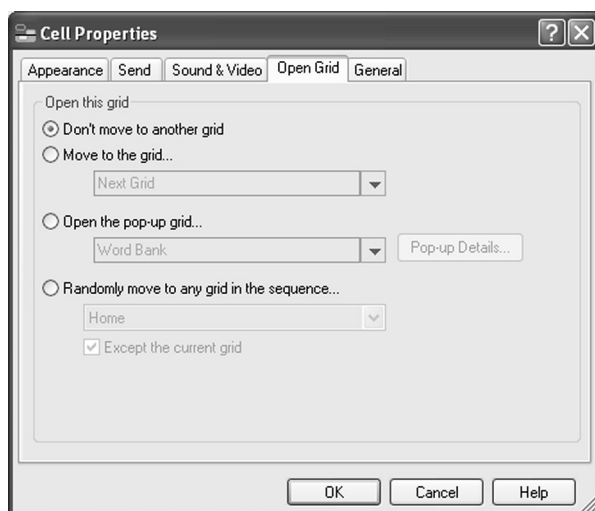 Cell Properties
Appearance Send Sound & Video Open Grid General
Open this grid
Don't move to another grid
Move to the grid...
Next Grid
Open the pop-up grid...
Word Bank Pop-up Details...
Randomly move to any grid in the sequence...
Home
Except the current grid
OK Cancel Help